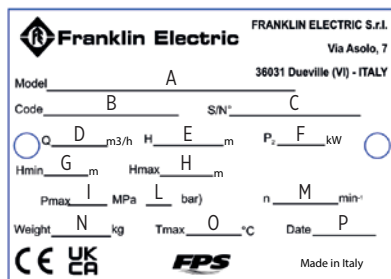 Franklin Electric
FRANKLIN ELECTRIC S.r.l.
Via Asolo, 7
36031 Dueville (VI) - ITALY
Model A
Code B S/N° C
Q D m3/h H E m P₂ F kW
Hmin G m Hmax H m
Pmax I MPa L bar) n M min⁻¹
Weight N kg Tmax O °C Date P
CE UK CA FPS Made in Italy